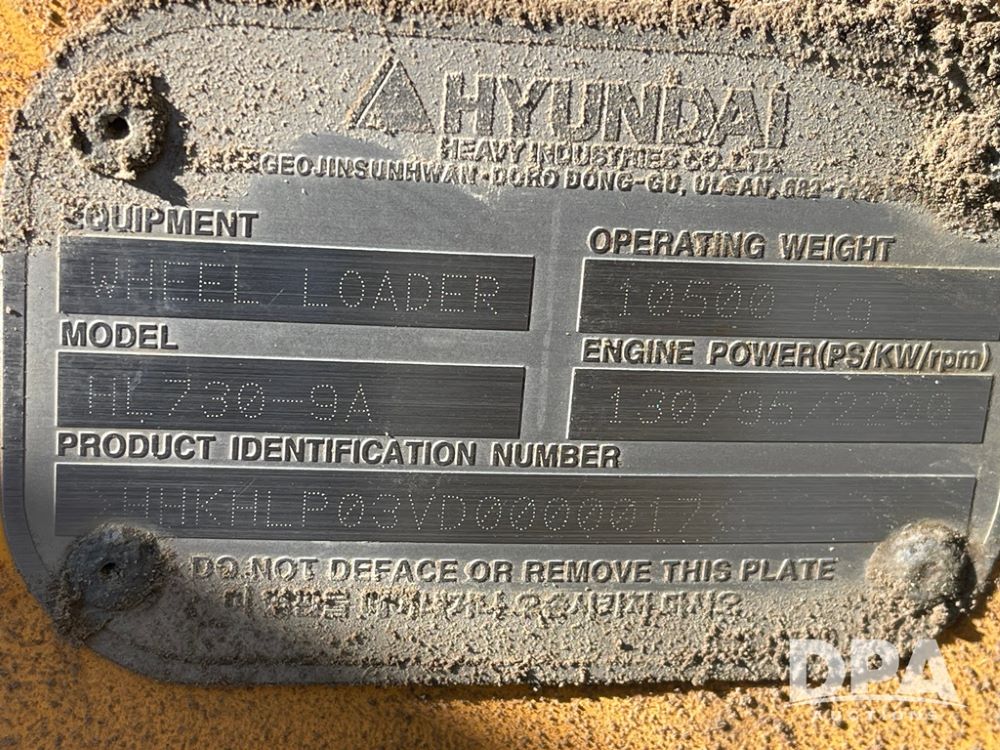 HYUNDAI
HEAVY INDUSTRIES CO., LTD.
GEOJINSUNHWAN-DORO DONG-GU, ULSAN,
EQUIPMENT
WHEEL LOADER
OPERATING WEIGHT
10500 Kg
MODEL
HL730-9A
ENGINE POWER(PS/KW/rpm)
130/95/2200
PRODUCT IDENTIFICATION NUMBER
>HHKHLP03VD0000017<
DO NOT DEFACE OR REMOVE THIS PLATE
DPA
AUCTIONS